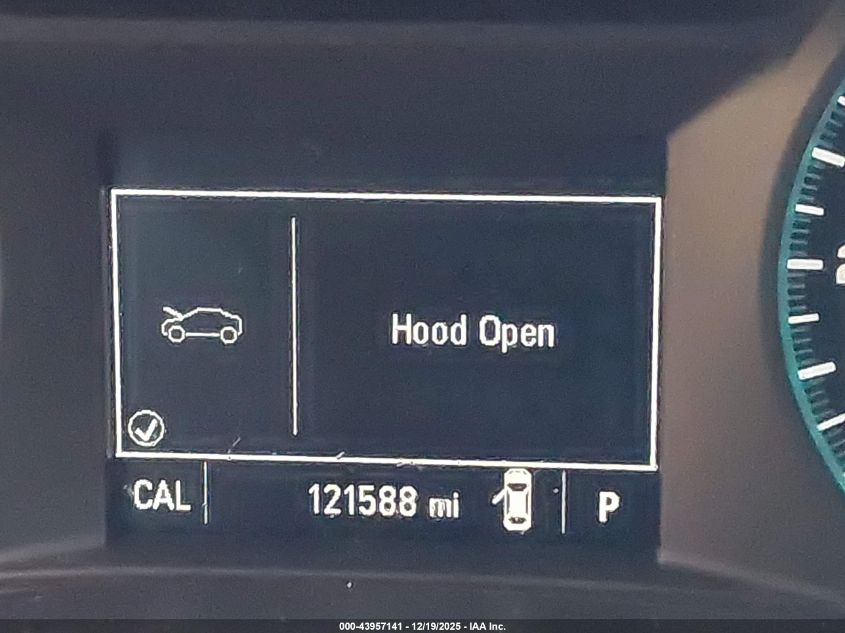 Hood Open
CAL 121588 mi P
000-43957141 - 12/19/2025 - IAA Inc.